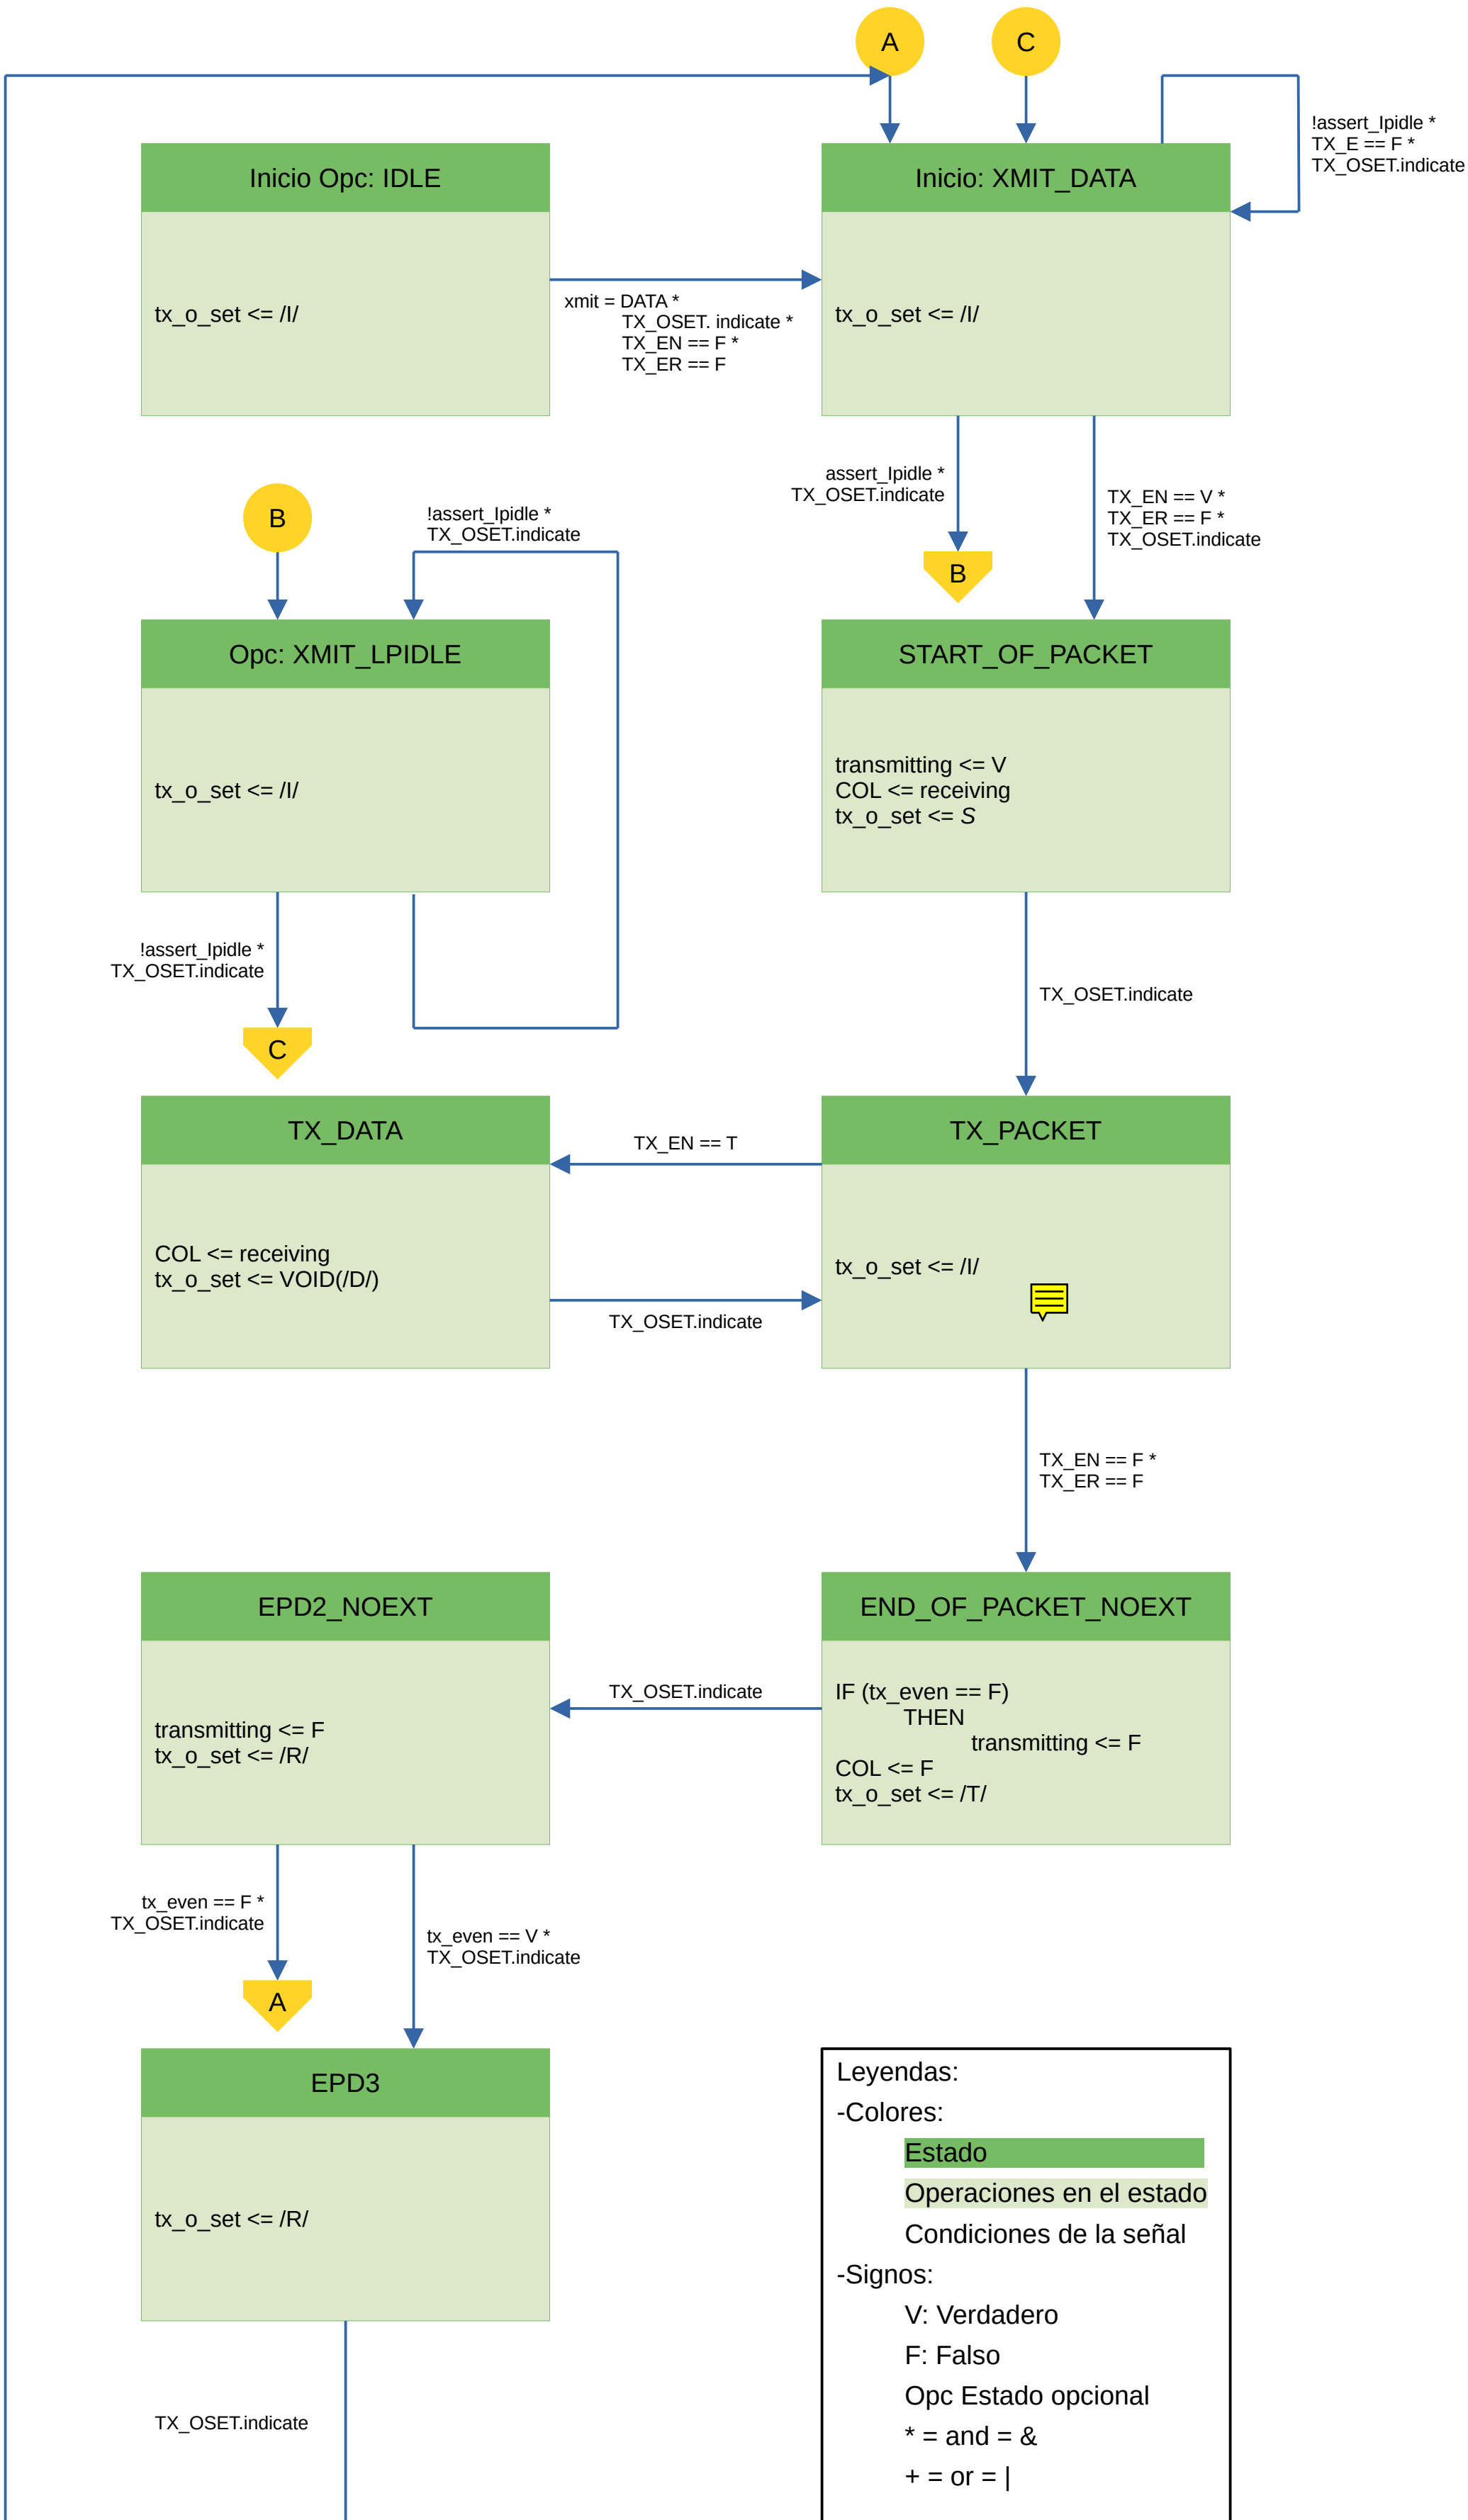 A
C
!assert_Ipidle *
TX_E == F *
TX_OSET.indicate
Inicio Opc: IDLE
tx_o_set <= /I/
xmit = DATA *
TX_OSET. indicate *
TX_EN == F *
TX_ER == F
Inicio: XMIT_DATA
tx_o_set <= /I/
assert_Ipidle *
TX_OSET.indicate
B
TX_EN == V *
TX_ER == F *
TX_OSET.indicate
B
!assert_Ipidle *
TX_OSET.indicate
Opc: XMIT_LPIDLE
tx_o_set <= /I/
START_OF_PACKET
transmitting <= V
COL <= receiving
tx_o_set <= S
!assert_Ipidle *
TX_OSET.indicate
C
TX_OSET.indicate
TX_DATA
COL <= receiving
tx_o_set <= VOID(/D/)
TX_EN == T
TX_OSET.indicate
TX_PACKET
tx_o_set <= /I/
TX_EN == F *
TX_ER == F
EPD2_NOEXT
transmitting <= F
tx_o_set <= /R/
TX_OSET.indicate
END_OF_PACKET_NOEXT
IF (tx_even == F)
THEN
transmitting <= F
COL <= F
tx_o_set <= /T/
tx_even == F *
TX_OSET.indicate
A
tx_even == V *
TX_OSET.indicate
EPD3
tx_o_set <= /R/
TX_OSET.indicate
Leyendas:
-Colores:
Estado
Operaciones en el estado
Condiciones de la señal
-Signos:
V: Verdadero
F: Falso
Opc Estado opcional
* = and = &
+ = or = |